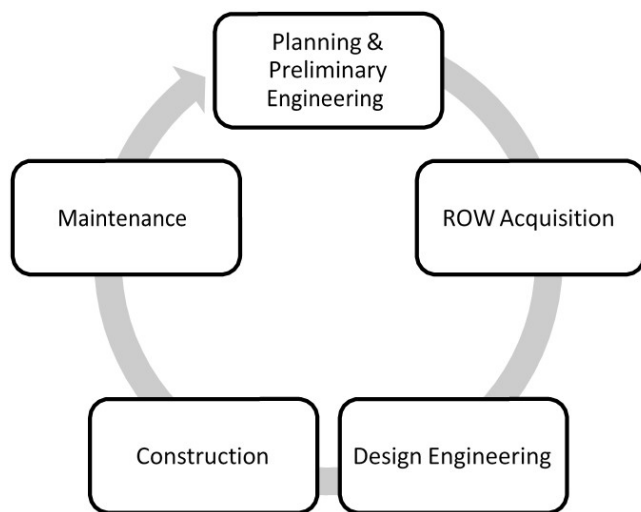 Planning &
Preliminary
Engineering
ROW Acquisition
Design Engineering
Construction
Maintenance